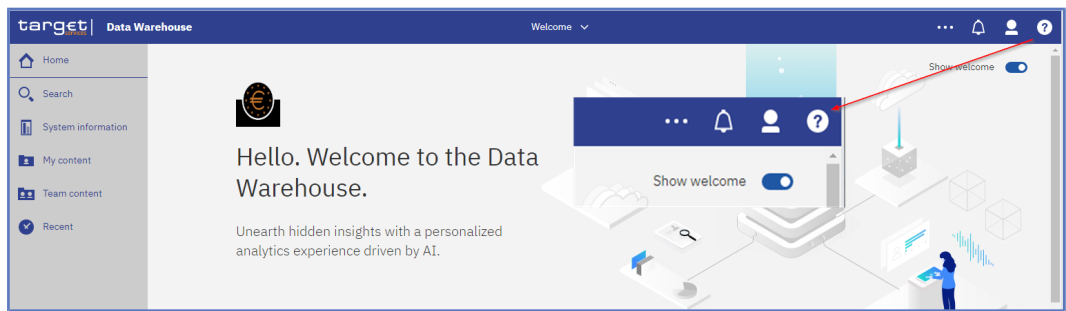 target | Data Warehouse
services
Welcome
?
Home
Show welcome
Search
System information
My content
Team content
Recent
Hello. Welcome to the Data
Warehouse.
Unearth hidden insights with a personalized
analytics experience driven by AI.
?
Show welcome